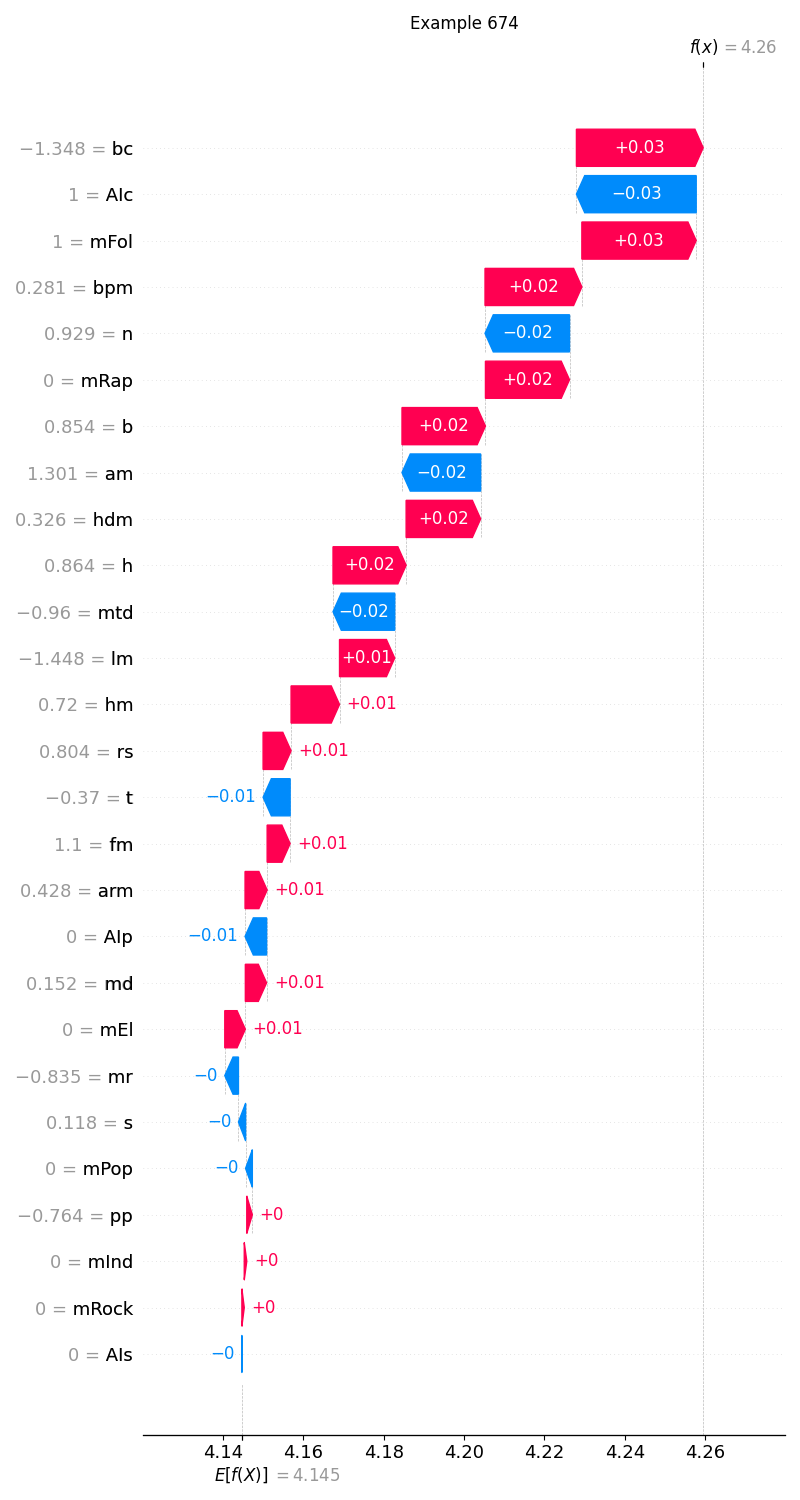 Example 674
f(x) = 4.26
−1.348 = bc +0.03
1 = AIc −0.03
1 = mFol +0.03
0.281 = bpm +0.02
0.929 = n −0.02
0 = mRap +0.02
0.854 = b +0.02
1.301 = am −0.02
0.326 = hdm +0.02
0.864 = h +0.02
−0.96 = mtd −0.02
−1.448 = lm +0.01
0.72 = hm +0.01
0.804 = rs +0.01
−0.37 = t −0.01
1.1 = fm +0.01
0.428 = arm +0.01
0 = AIp −0.01
0.152 = md +0.01
0 = mEl +0.01
−0.835 = mr −0
0.118 = s −0
0 = mPop −0
−0.764 = pp +0
0 = mInd +0
0 = mRock +0
0 = AIs −0
4.14 4.16 4.18 4.20 4.22 4.24 4.26
E[f(X)] = 4.145